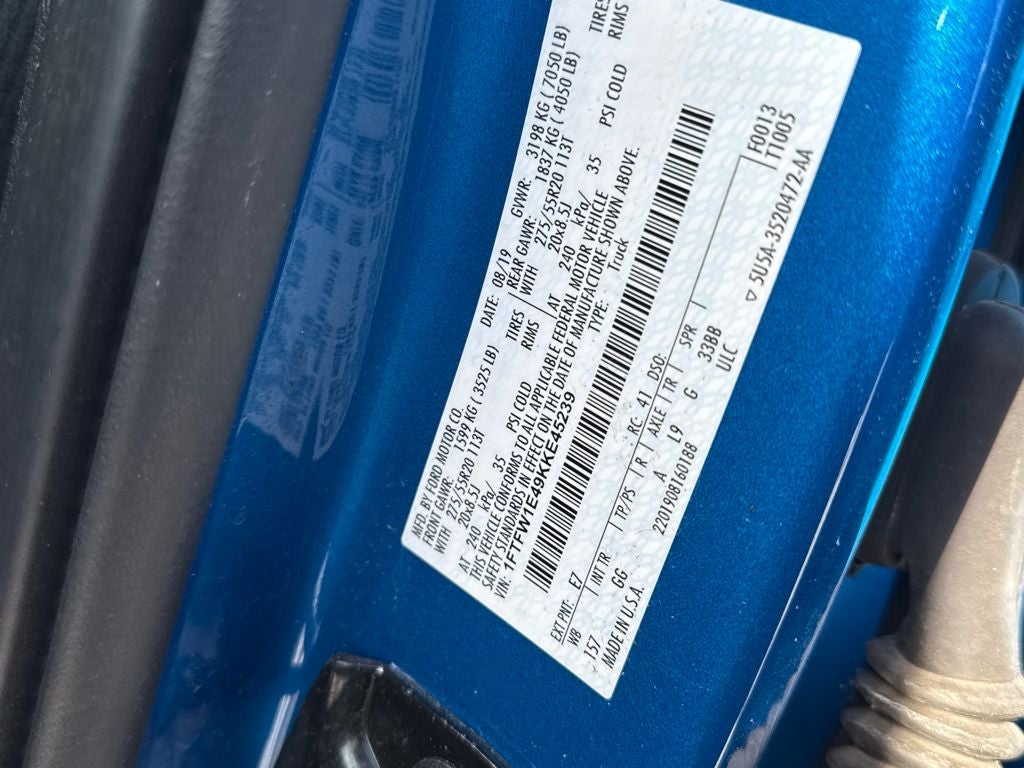 MFD. BY FORD MOTOR CO.
DATE: 08/19 GVWR: 3198 KG ( 7050 LB)
FRONT GAWR: 1599 KG ( 3525 LB) REAR GAWR: 1837 KG ( 4050 LB)
WITH 275/55R20 113T TIRES WITH 275/55R20 113T TIRES
20x8.5J RIMS 20x8.5J RIMS
AT 240 kPa/ 35 PSI COLD AT 240 kPa/ 35 PSI COLD
THIS VEHICLE CONFORMS TO ALL APPLICABLE FEDERAL MOTOR VEHICLE
SAFETY STANDARDS IN EFFECT ON THE DATE OF MANUFACTURE SHOWN ABOVE.
VIN: 1FTFW1E49KKE45239 TYPE: Truck
EXT PNT: E7 RC: 41 DSO: F0013
WB INT TR TP/PS R AXLE TR SPR T1005
157 GG A L9 G 33BB
MADE IN U.S.A. 220190816018B ULC
5U5A-3520472-AA